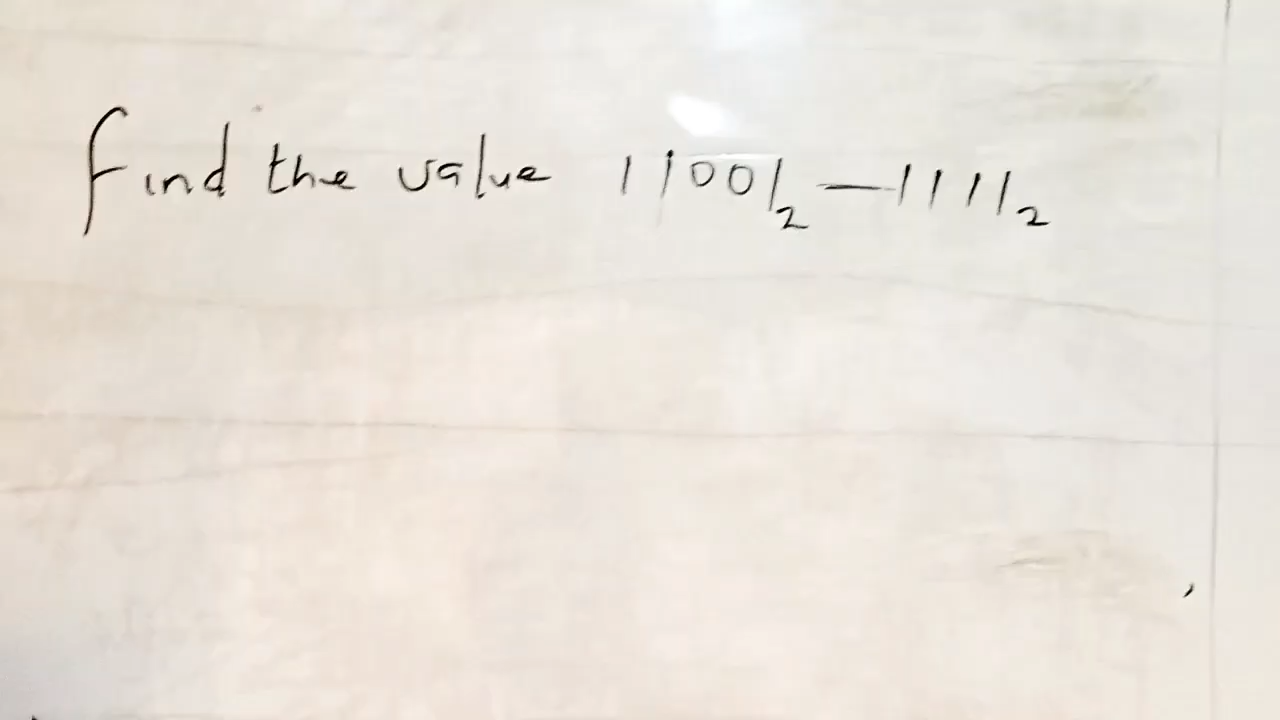 find the value 11001₂ – 1111₂